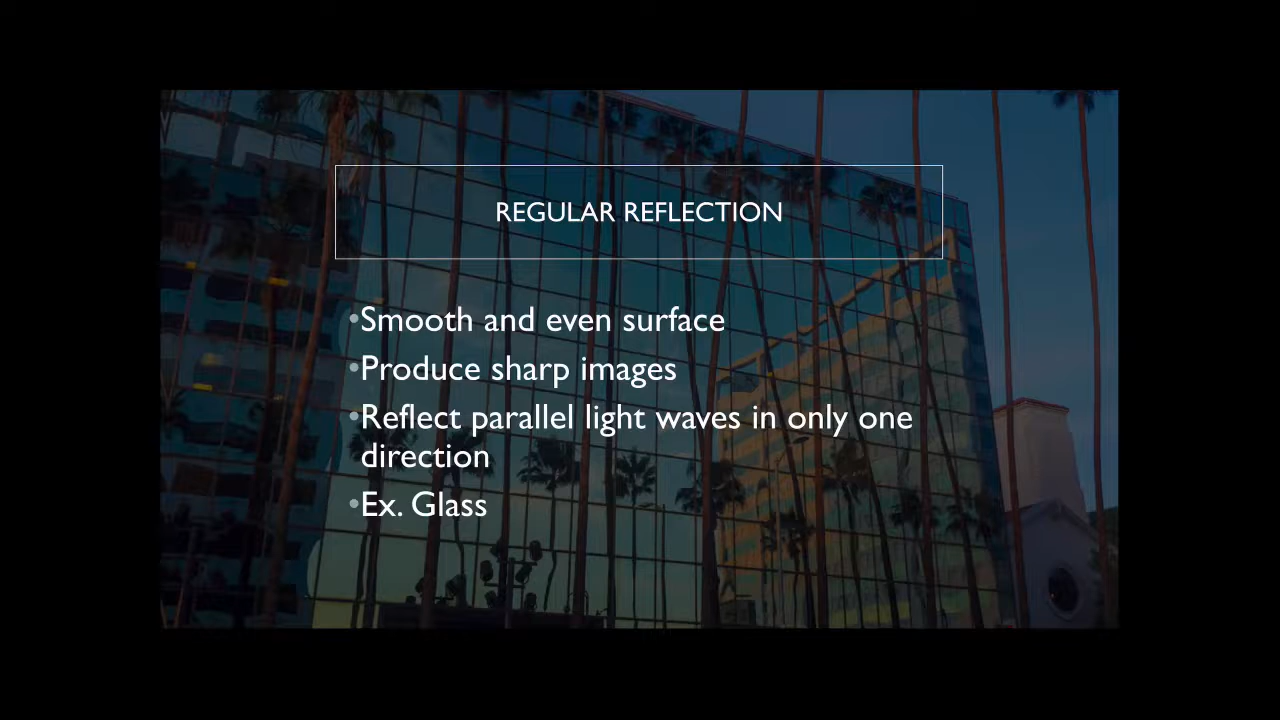 REGULAR REFLECTION
•Smooth and even surface
•Produce sharp images
•Reflect parallel light waves in only one
direction
•Ex. Glass